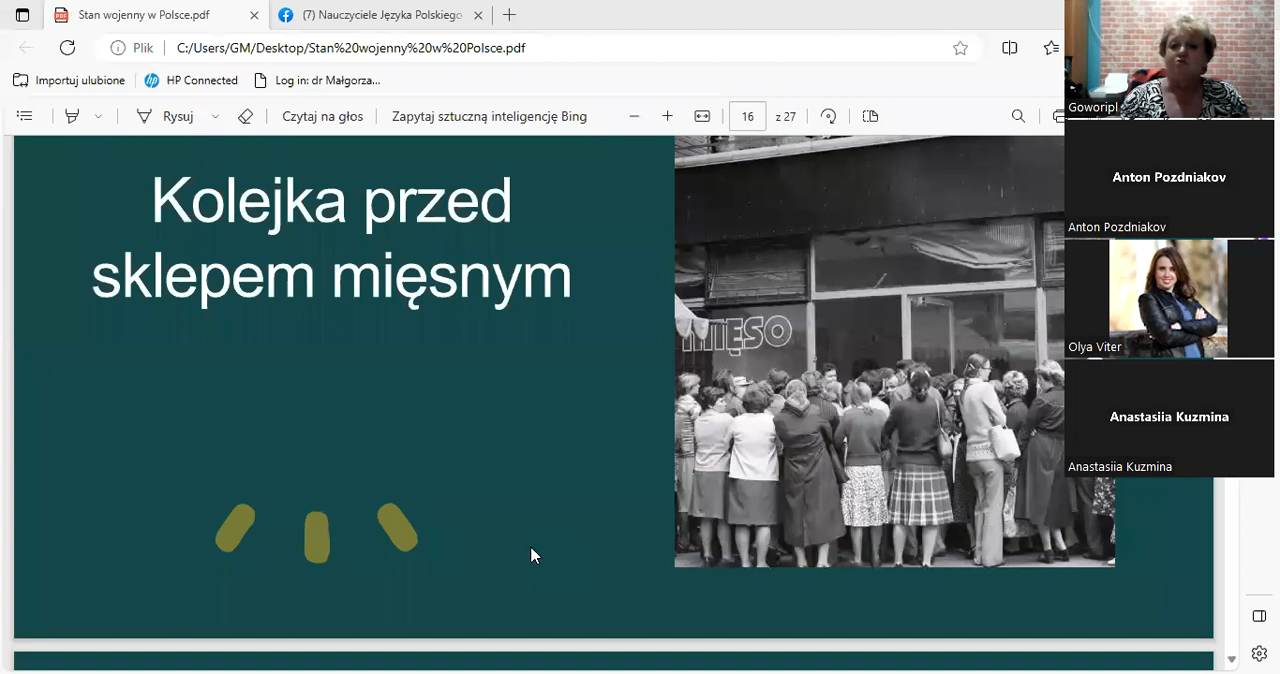 Stan wojenny w Polsce.pdf
(7) Nauczyciele Języka Polskiego
Plik
C:/Users/GM/Desktop/Stan%20wojenny%20w%20Polsce.pdf
Importuj ulubione
HP Connected
Log in: dr Małgorza...
Rysuj
Czytaj na głos
Zapytaj sztuczną inteligencję Bing
16
z 27
Kolejka przed
sklepem mięsnym
MIĘSO
Goworipl
Anton Pozdniakov
Anton Pozdniakov
Olya Viter
Anastasiia Kuzmina
Anastasiia Kuzmina